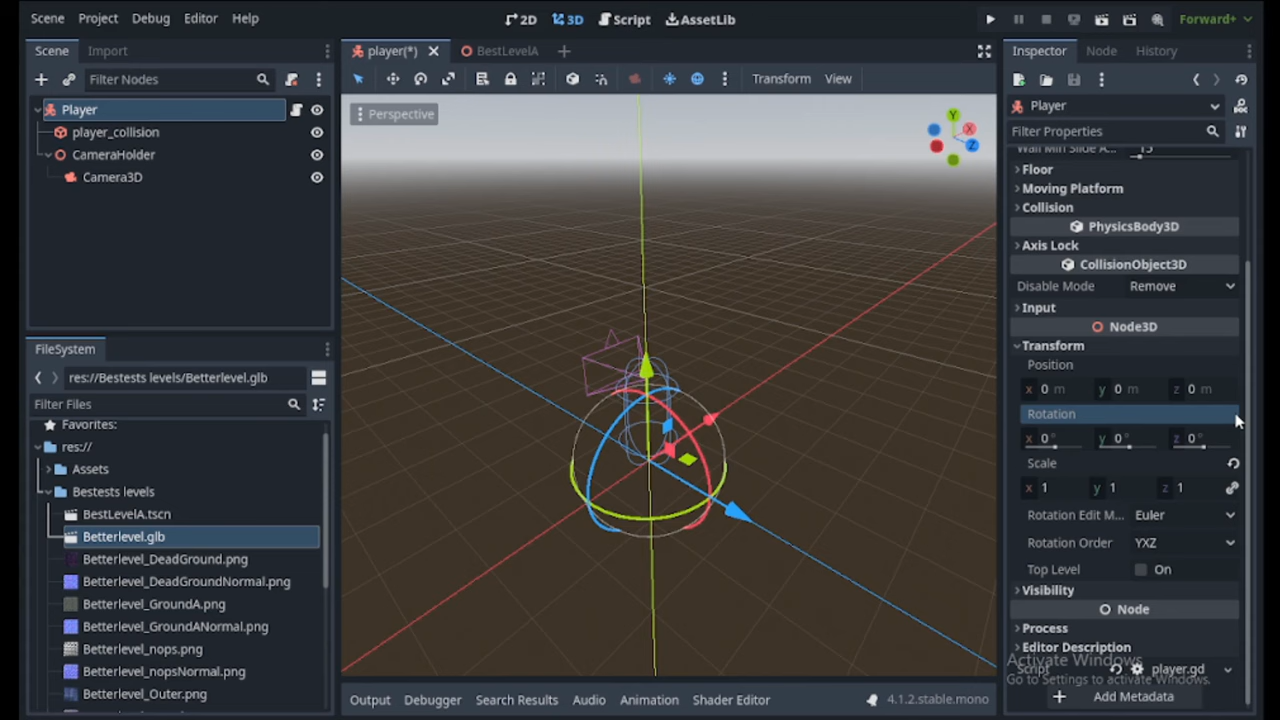 Scene Project Debug Editor Help
2D 3D Script AssetLib
Forward+
Scene Import
Filter Nodes
Player
player_collision
CameraHolder
Camera3D
FileSystem
res://Bestests levels/Betterlevel.glb
Filter Files
Favorites:
res://
Assets
Bestests levels
BestLevelA.tscn
Betterlevel.glb
Betterlevel_DeadGround.png
Betterlevel_DeadGroundNormal.png
Betterlevel_GroundA.png
Betterlevel_GroundANormal.png
Betterlevel_nops.png
Betterlevel_nopsNormal.png
Betterlevel_Outer.png
player(*) BestLevelA
Transform View
Perspective
Y
X
Z
Output Debugger Search Results Audio Animation Shader Editor
4.1.2.stable.mono
Inspector Node History
Player
Filter Properties
Wall Min Slide A... 15
Floor
Moving Platform
Collision
PhysicsBody3D
Axis Lock
CollisionObject3D
Disable Mode Remove
Input
Node3D
Transform
Position
x 0 m y 0 m z 0 m
Rotation
x 0° y 0° z 0°
Scale
x 1 y 1 z 1
Rotation Edit M... Euler
Rotation Order YXZ
Top Level On
Visibility
Node
Process
Editor Description
Activate Windows
Script player.gd
Go to Settings to activate Windows.
Add Metadata